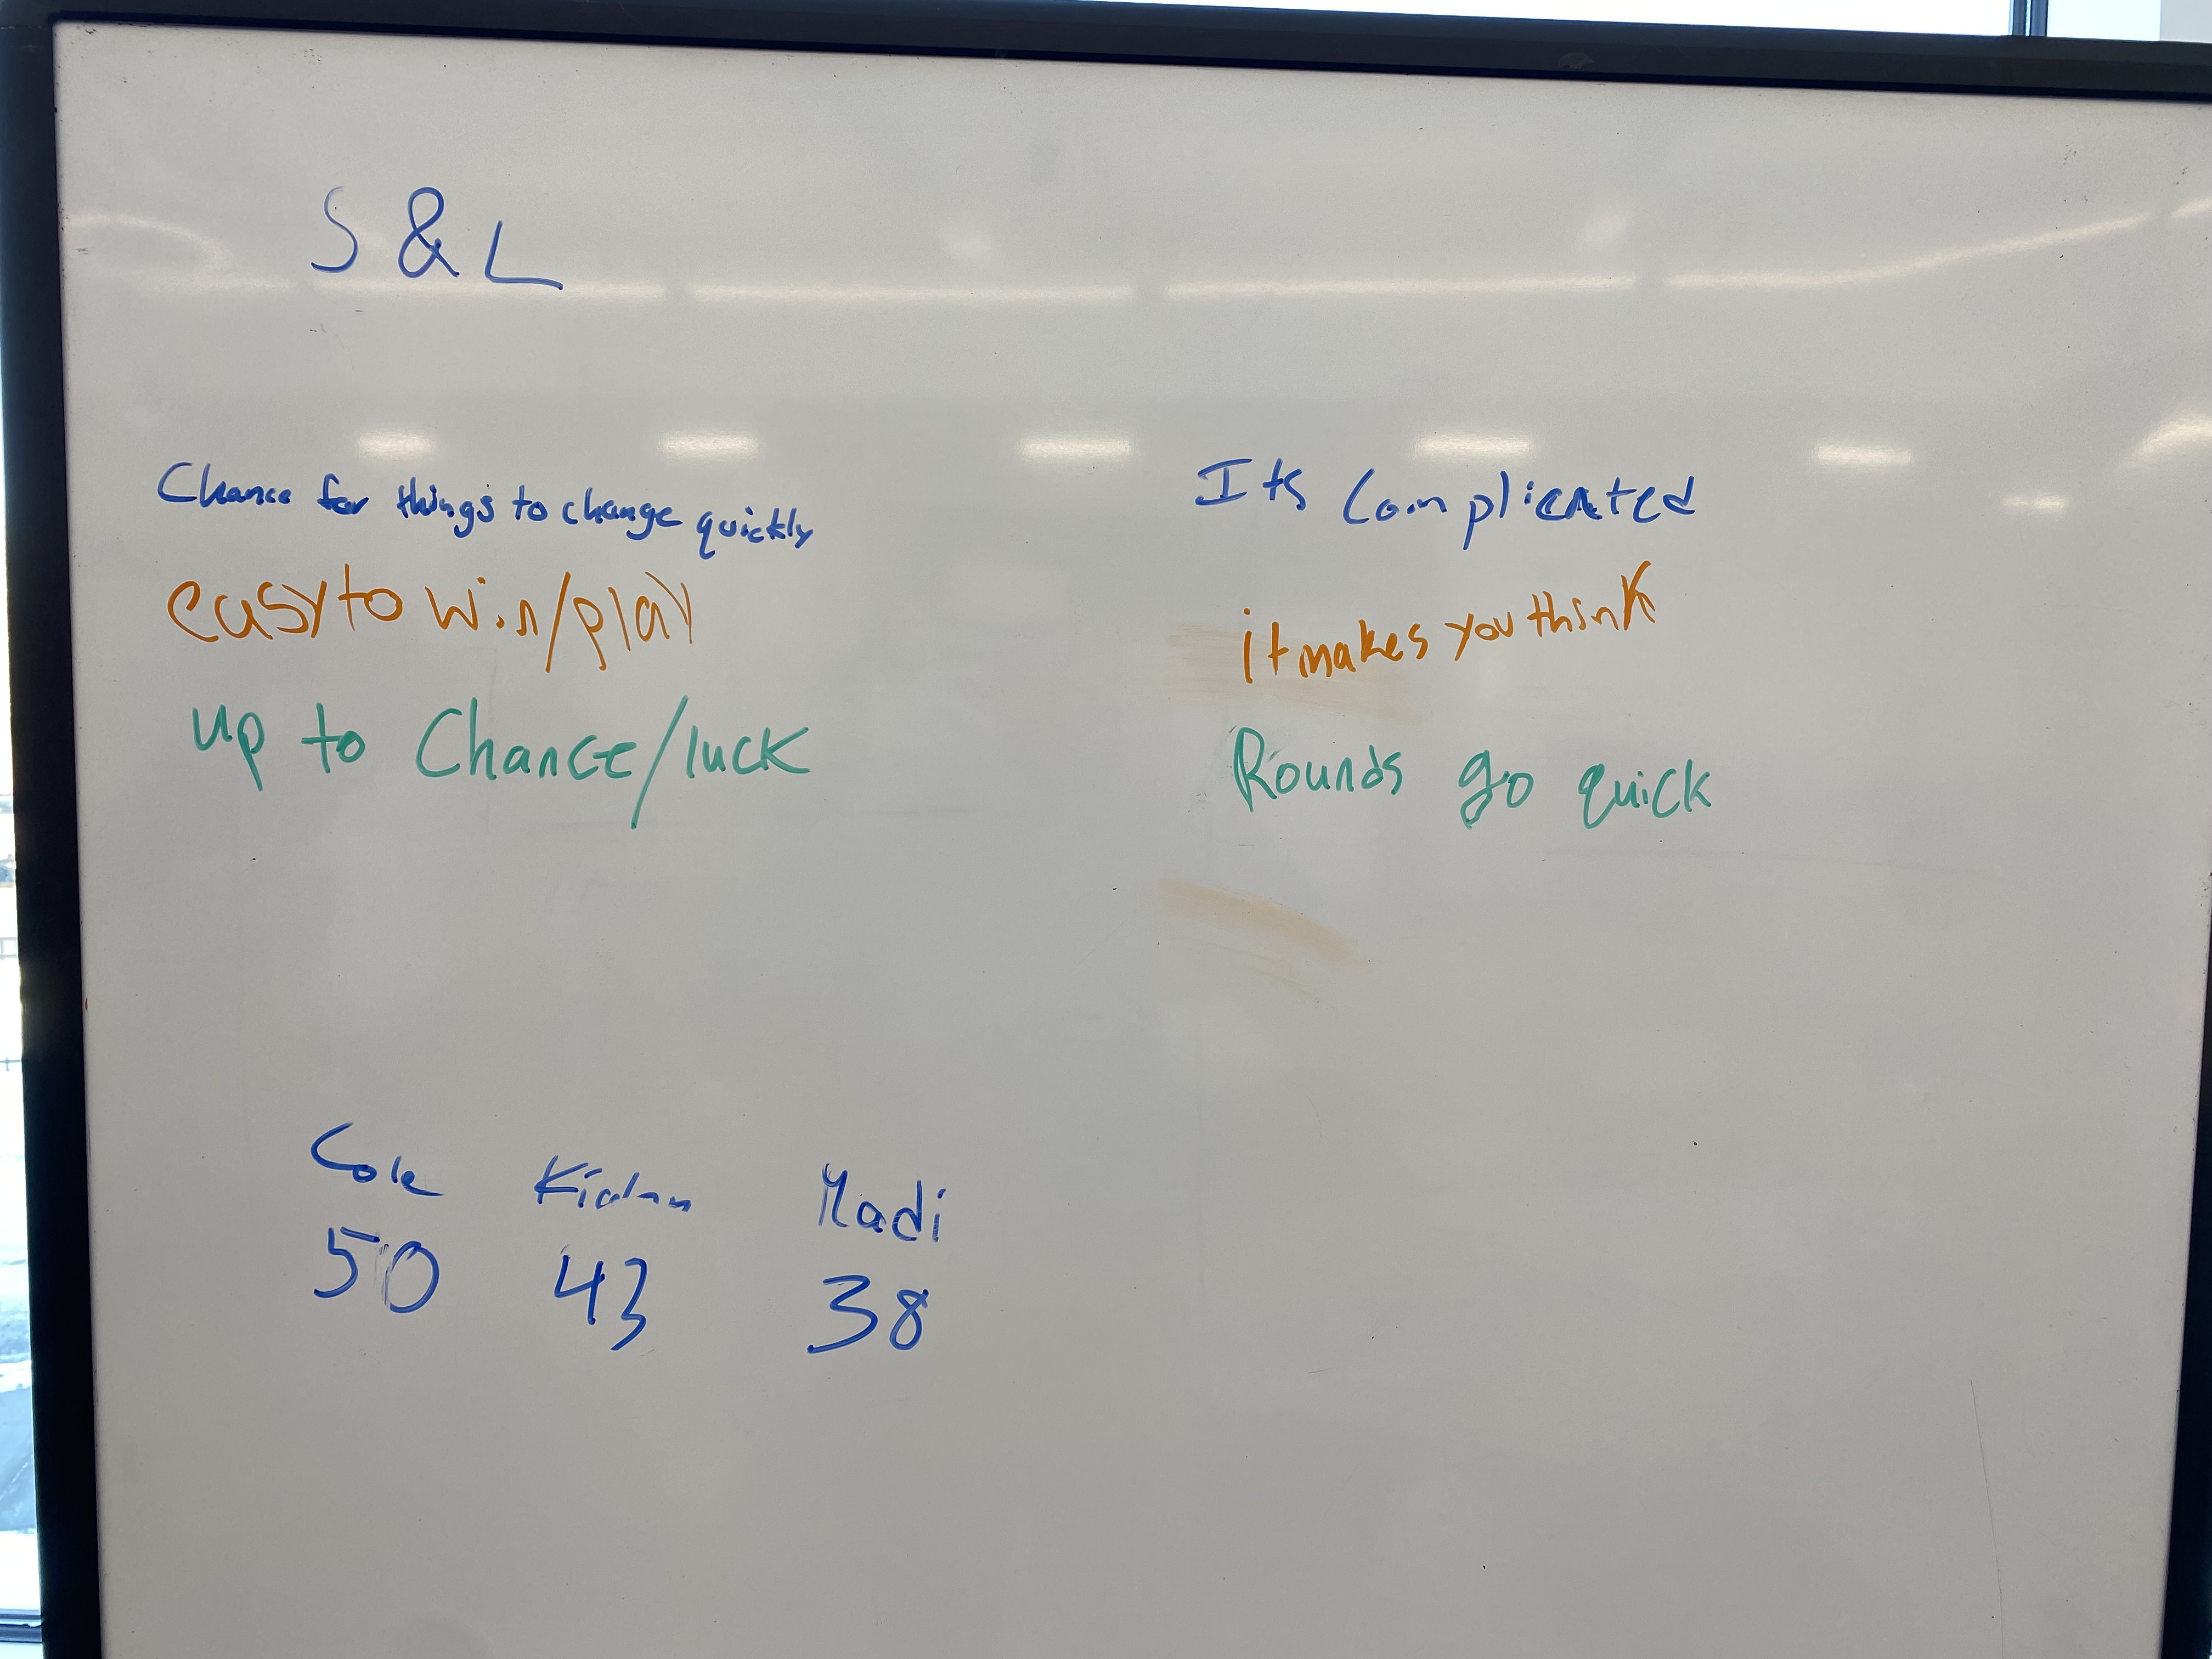 S & L
Chance for things to change quickly
easy to win/play
up to Chance/luck
Its Complicated
it makes you think
Rounds go quick
Cole Kidan Madi
50 43 38